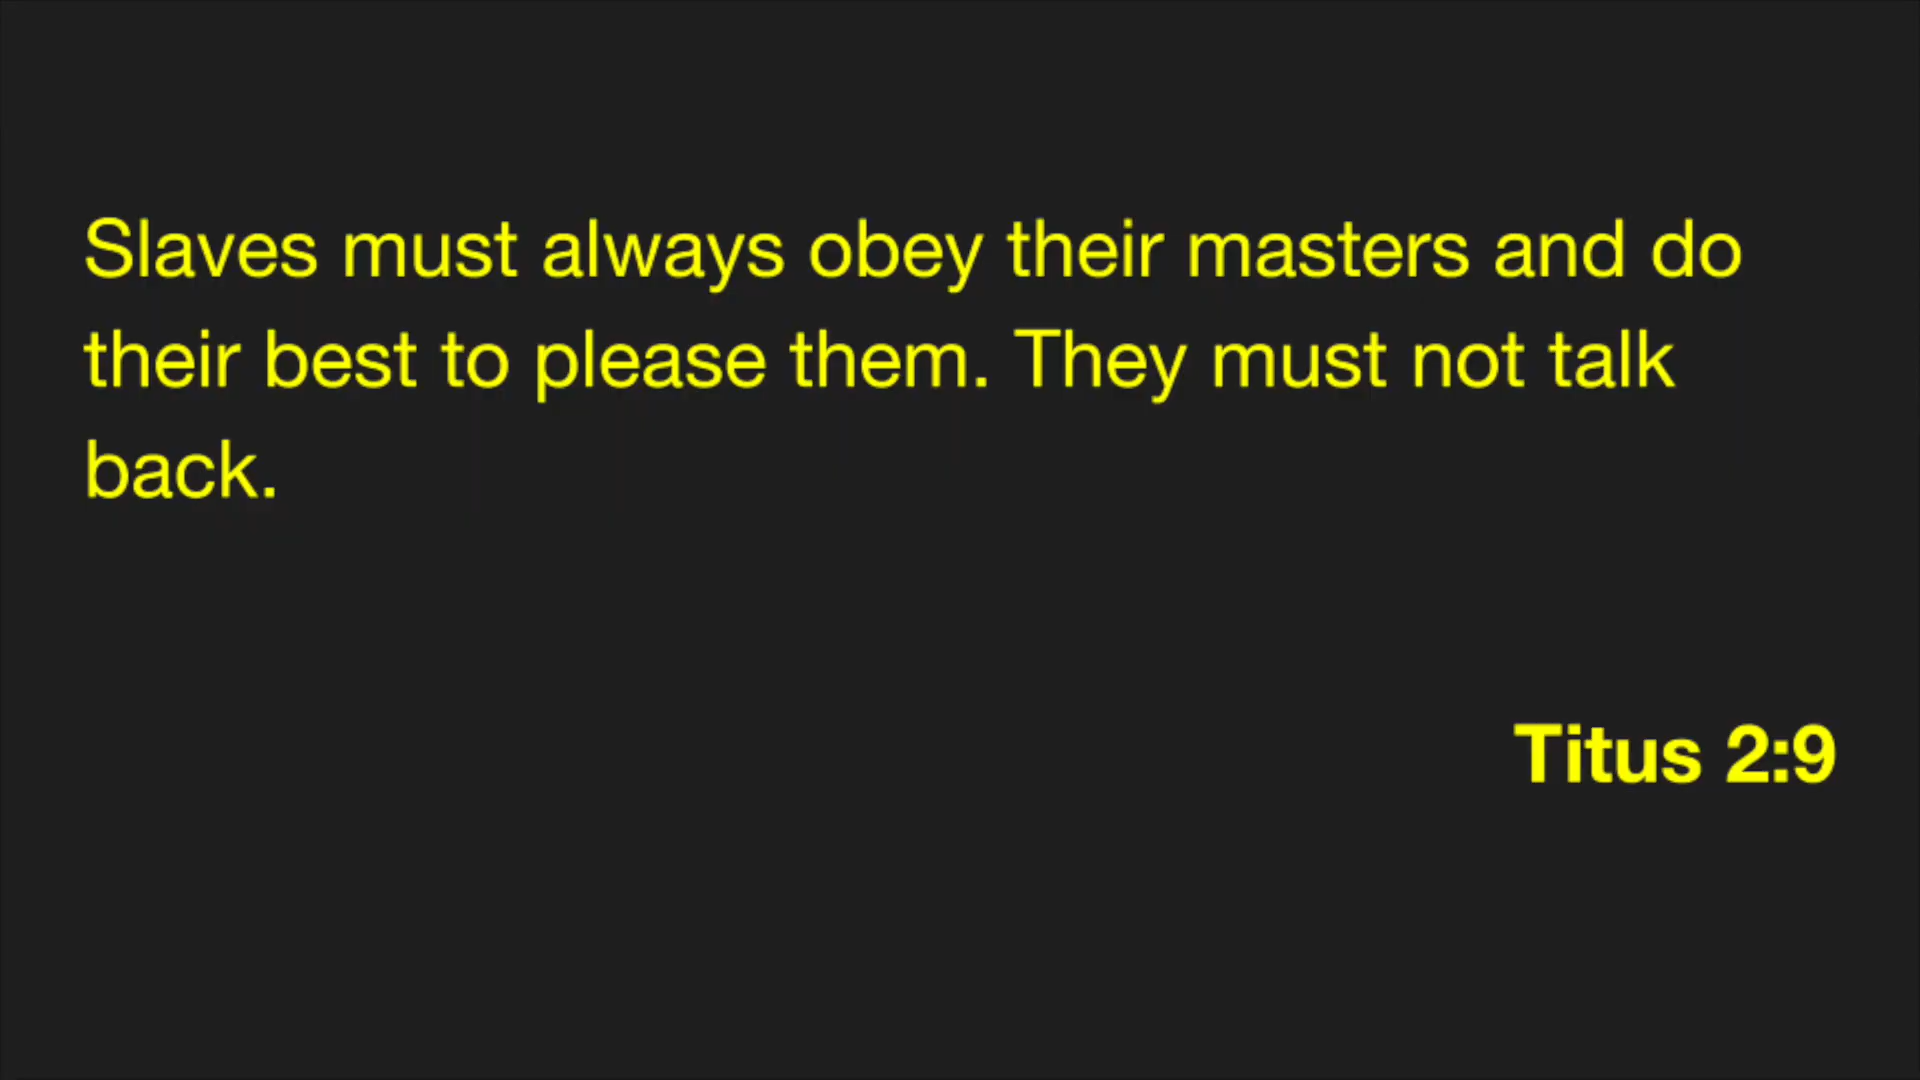 Slaves must always obey their masters and do
their best to please them. They must not talk
back.
Titus 2:9